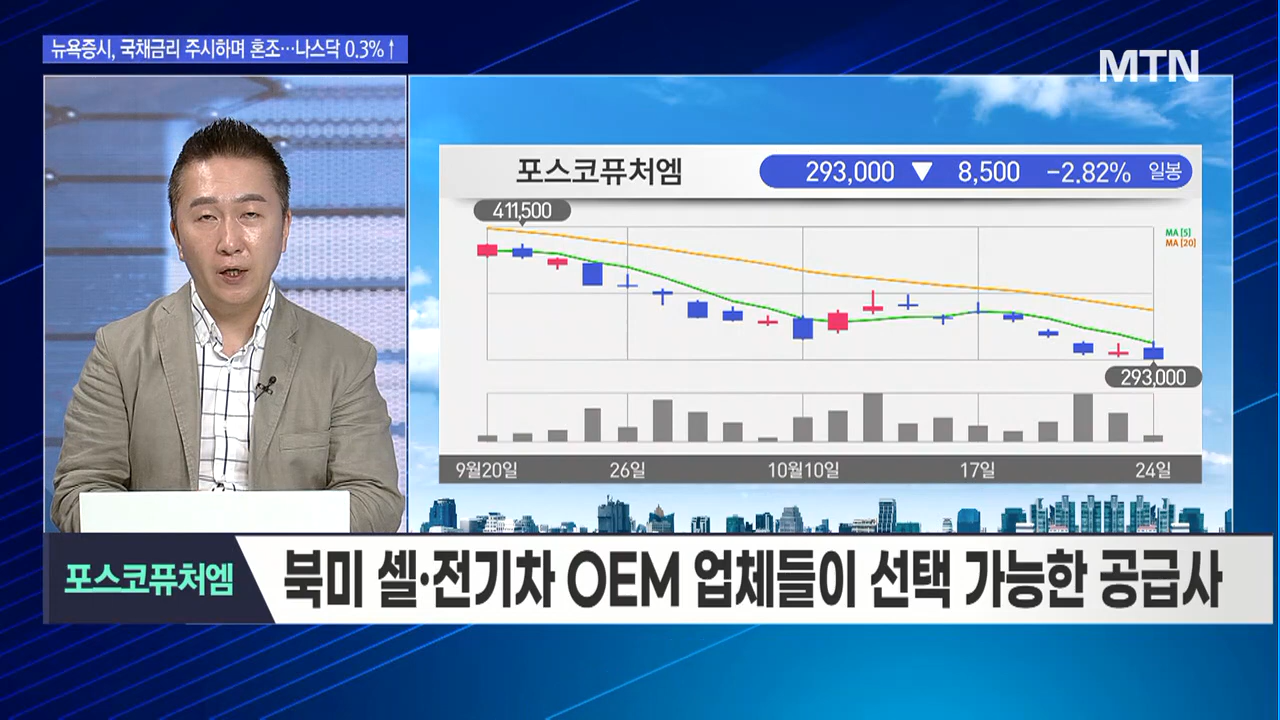 뉴욕증시, 국채금리 주시하며 혼조…나스닥 0.3%↑
MTN
포스코퓨처엠
293,000 ▼ 8,500 -2.82% 일봉
411,500
MA [5]
MA [20]
293,000
9월20일 26일 10월10일 17일 24일
포스코퓨처엠
북미 셀·전기차 OEM 업체들이 선택 가능한 공급사